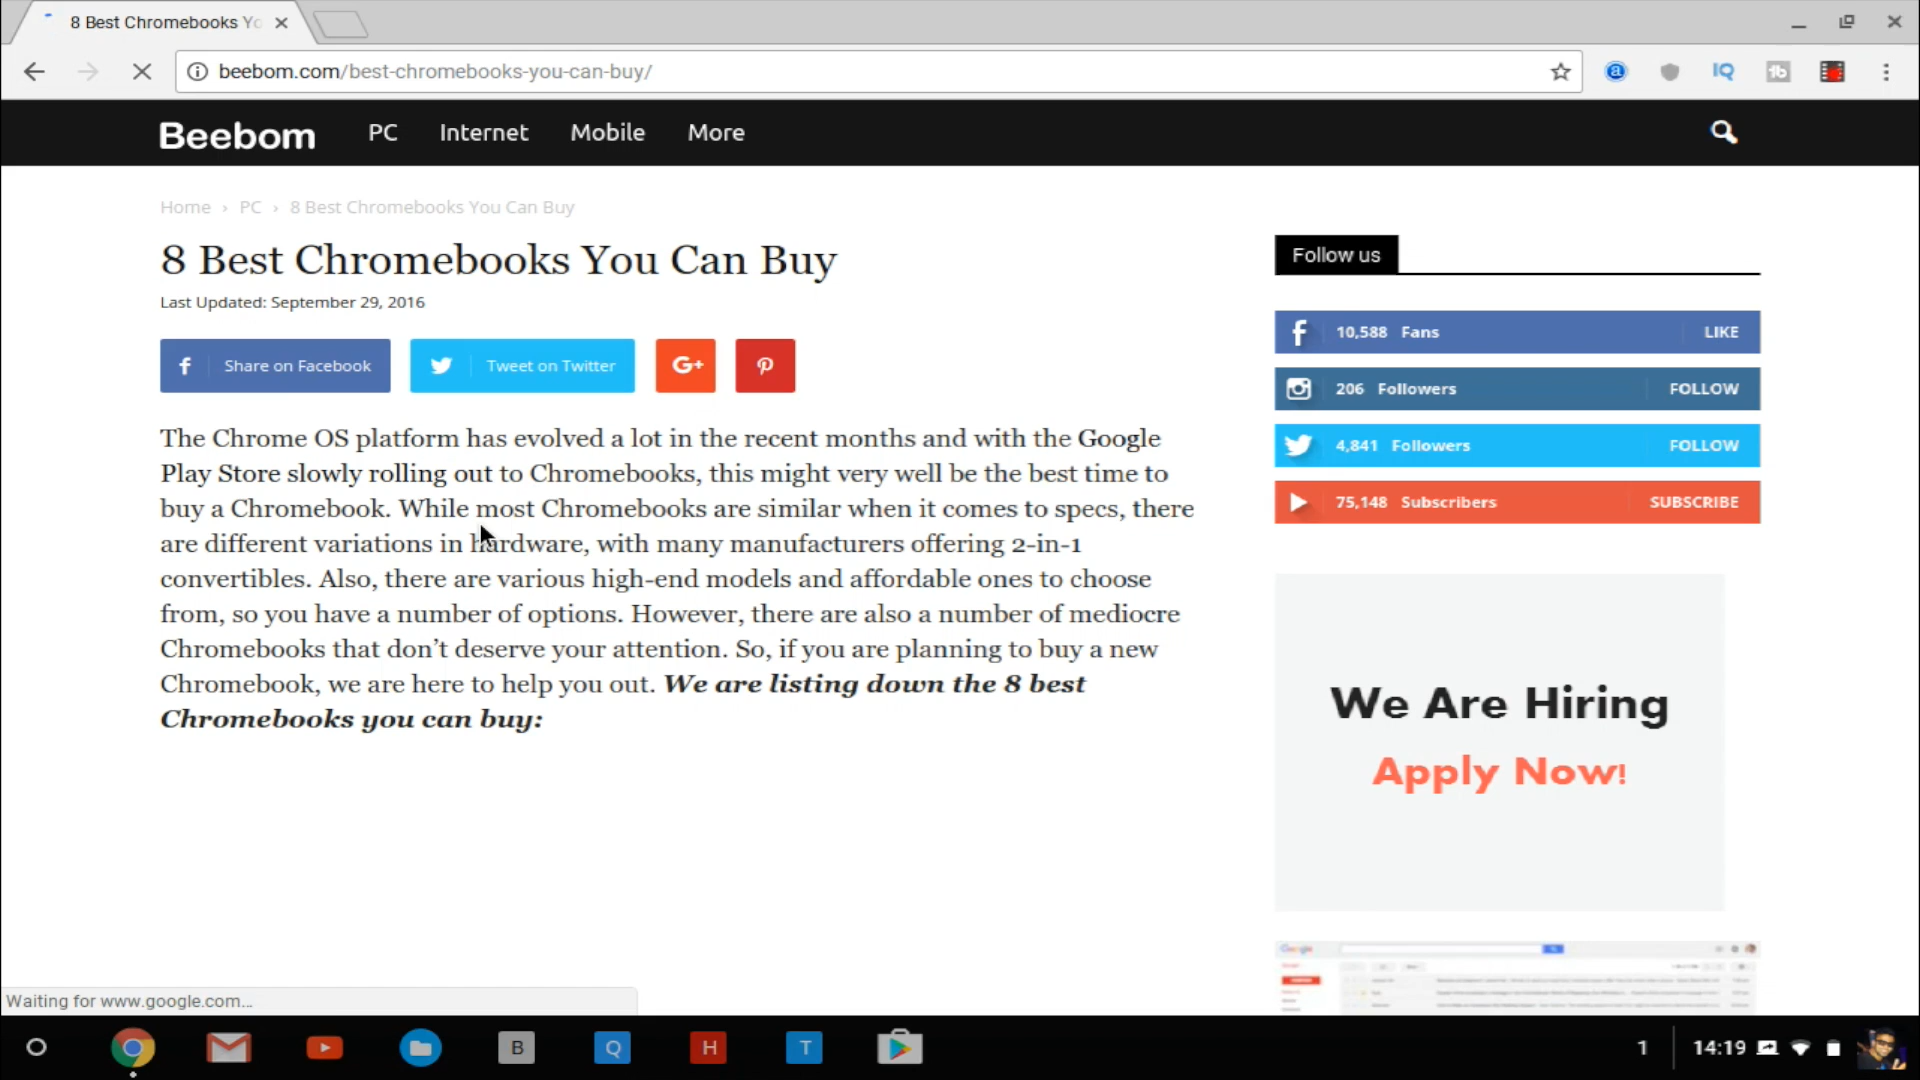 8 Best Chromebooks Yo
beebom.com/best-chromebooks-you-can-buy/
Beebom PC Internet Mobile More
Home › PC › 8 Best Chromebooks You Can Buy
8 Best Chromebooks You Can Buy
Last Updated: September 29, 2016
Share on Facebook
Tweet on Twitter
G+
The Chrome OS platform has evolved a lot in the recent months and with the Google
Play Store slowly rolling out to Chromebooks, this might very well be the best time to
buy a Chromebook. While most Chromebooks are similar when it comes to specs, there
are different variations in hardware, with many manufacturers offering 2-in-1
convertibles. Also, there are various high-end models and affordable ones to choose
from, so you have a number of options. However, there are also a number of mediocre
Chromebooks that don’t deserve your attention. So, if you are planning to buy a new
Chromebook, we are here to help you out. We are listing down the 8 best
Chromebooks you can buy:
Follow us
10,588 Fans LIKE
206 Followers FOLLOW
4,841 Followers FOLLOW
75,148 Subscribers SUBSCRIBE
We Are Hiring
Apply Now!
Google
Waiting for www.google.com...
B Q H T
1 14:19